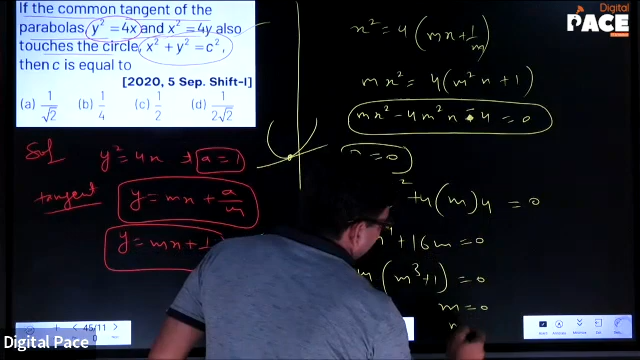 If the common tangent of the
parabolas, y² = 4x and x² = 4y also
touches the circle, x² + y² = c²,
then c is equal to
[2020, 5 Sep. Shift-I]
(a) 1/√2 (b) 1/4 (c) 1/2 (d) 1/2√2
Sol y² = 4x → a = 1
tangent y = mx + a/m
y = mx + 1
x² = 4(mx + 1/m)
mx² = 4(m²x + 1)
mx² - 4m²x - 4 = 0
= 0
² + 4(m)4 = 0
+ 16m = 0
(m³ + 1) = 0
m = 0
Digital
PACE
45/11
Digital Pace